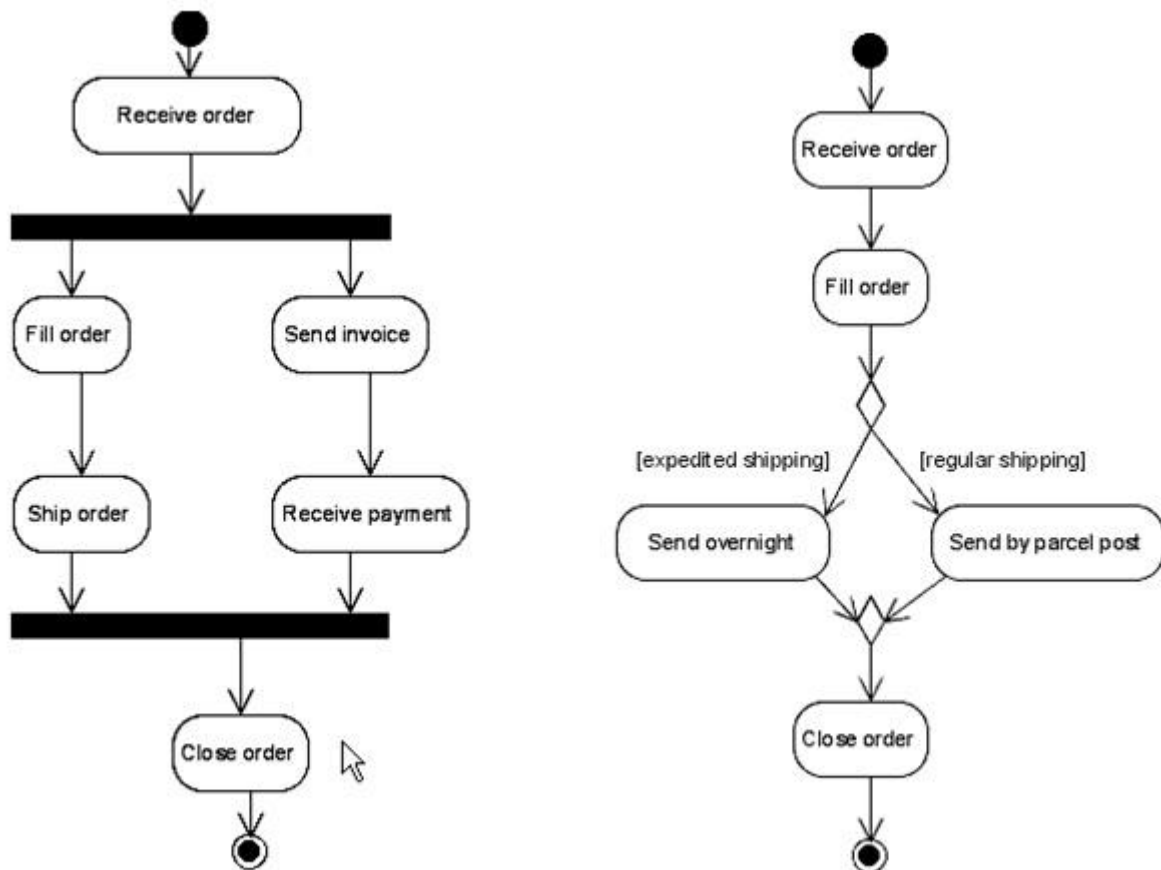 Receive order
Fill order
Send invoice
Ship order
Receive payment
Close order
Receive order
Fill order
[expedited shipping]
[regular shipping]
Send overnight
Send by parcel post
Close order